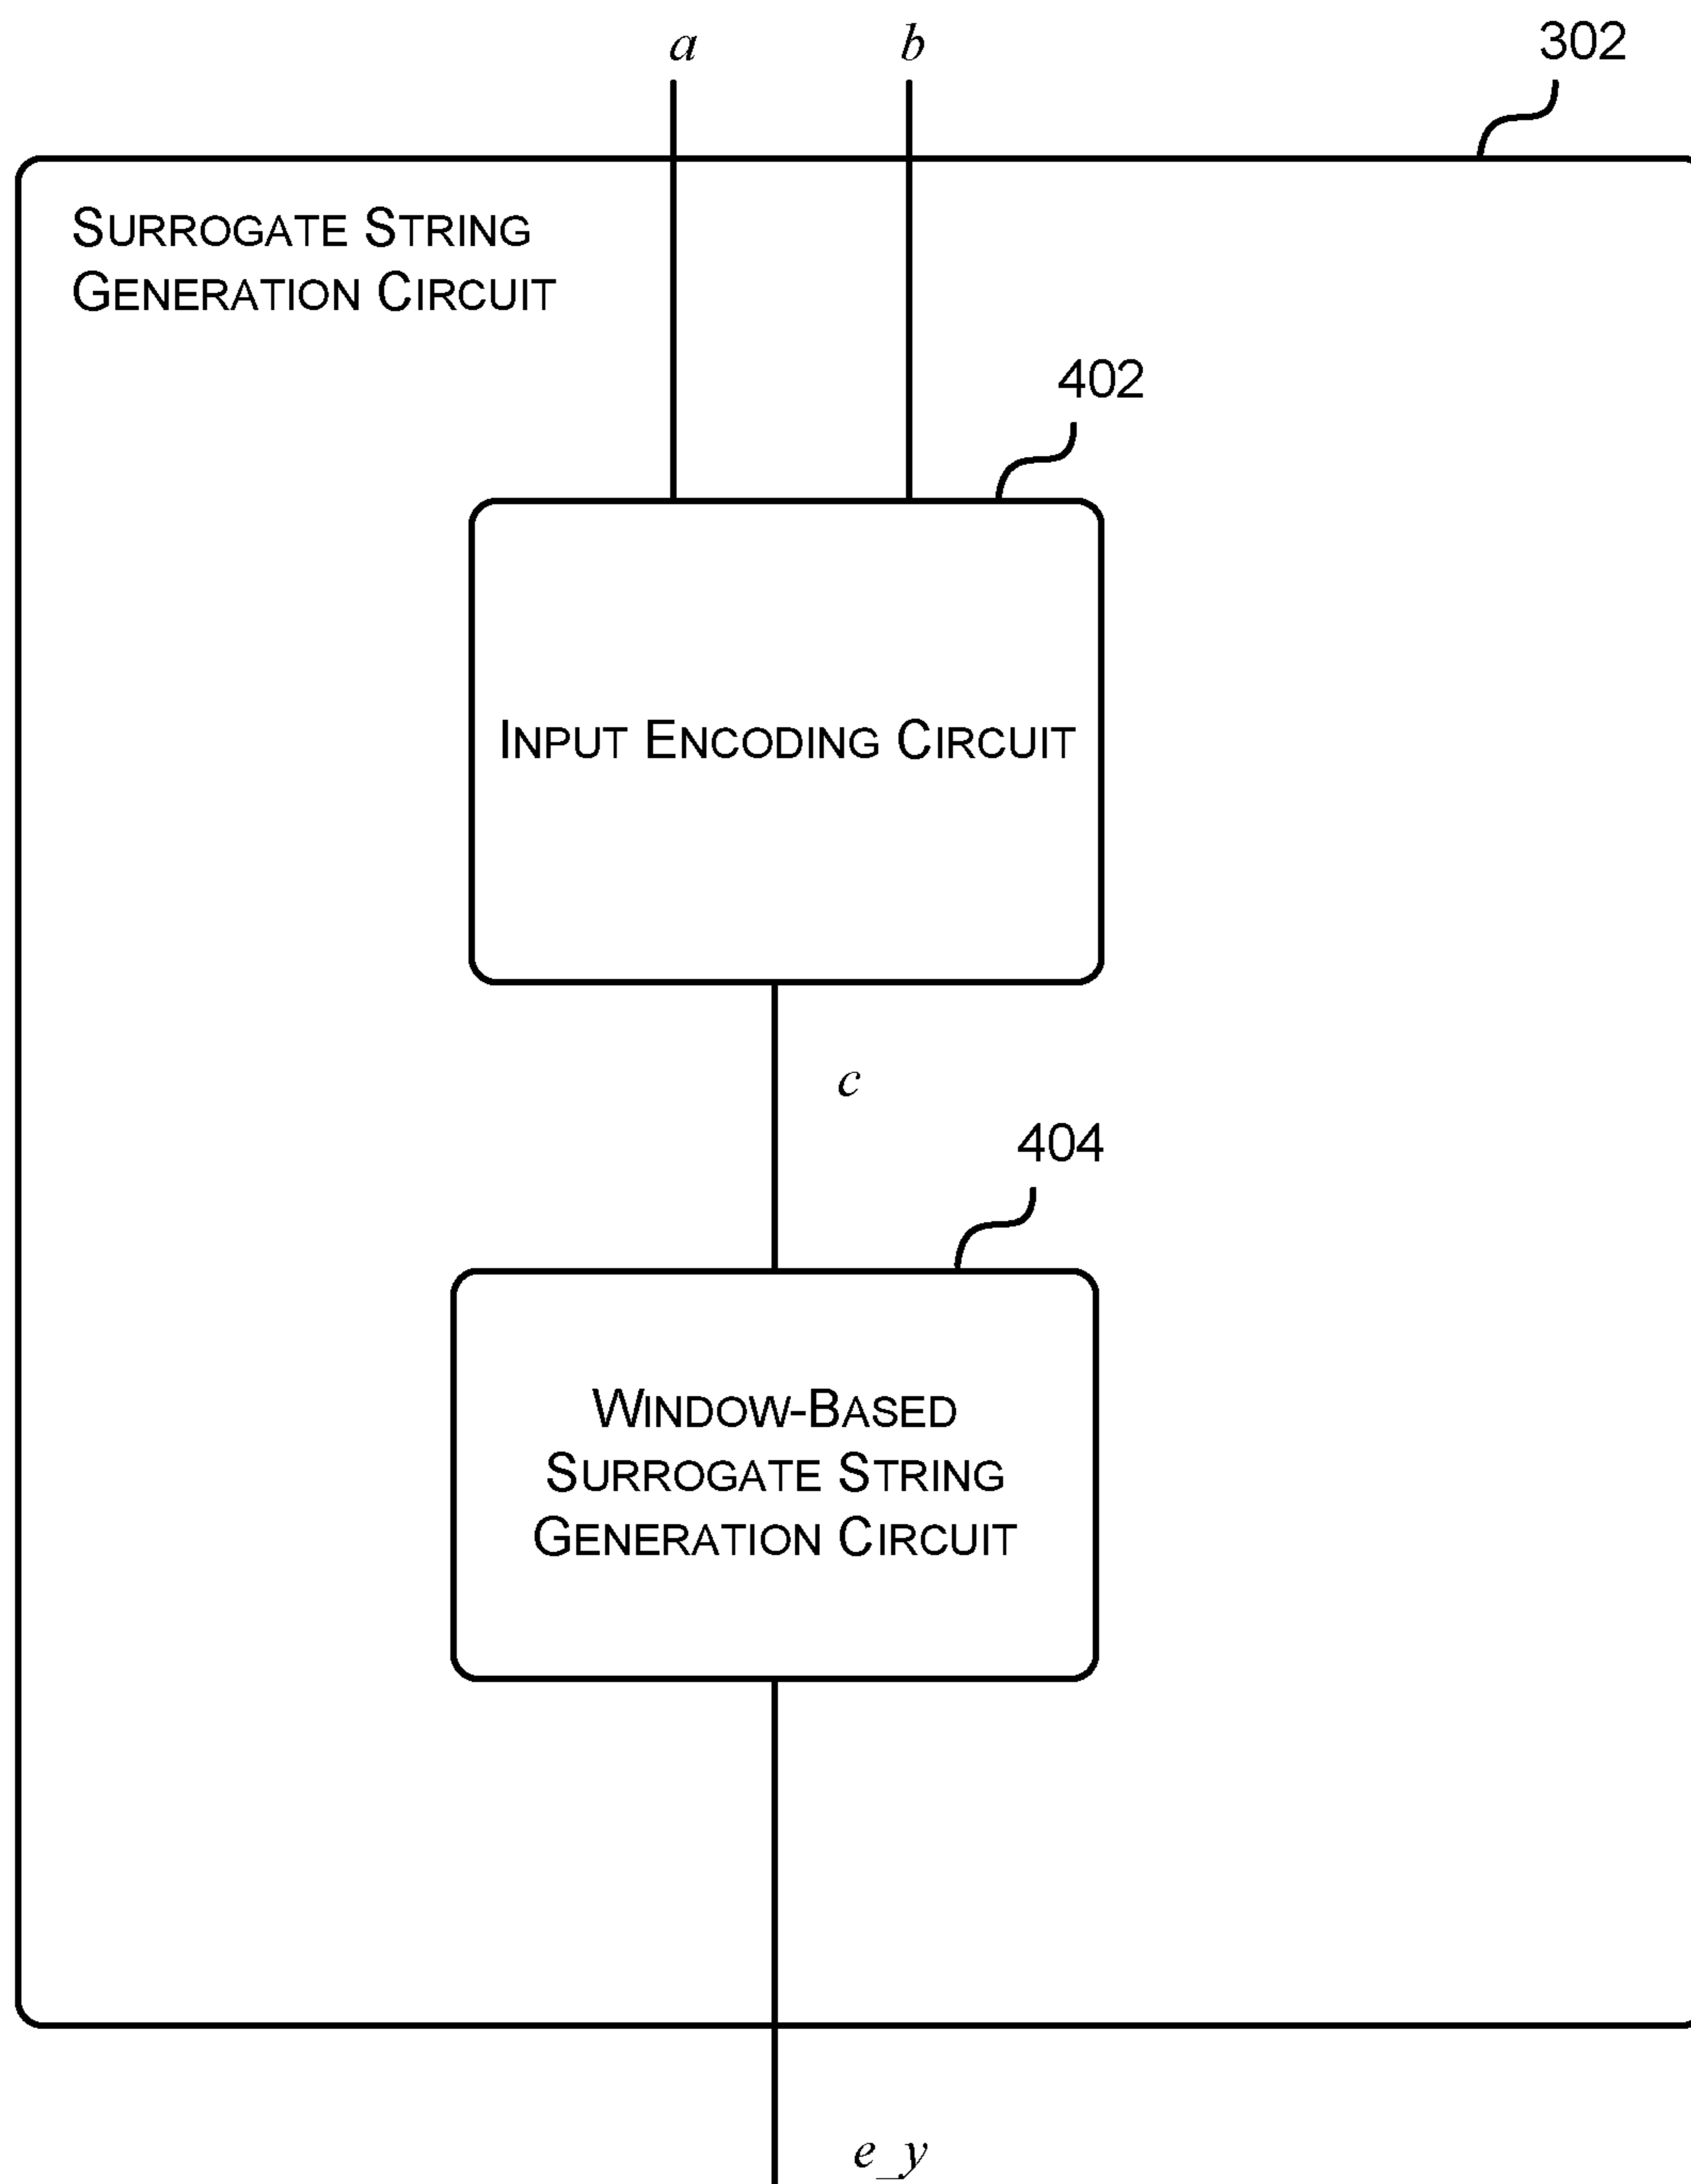 a
b
302
SURROGATE STRING
GENERATION CIRCUIT
402
INPUT ENCODING CIRCUIT
c
404
WINDOW-BASED
SURROGATE STRING
GENERATION CIRCUIT
e_y